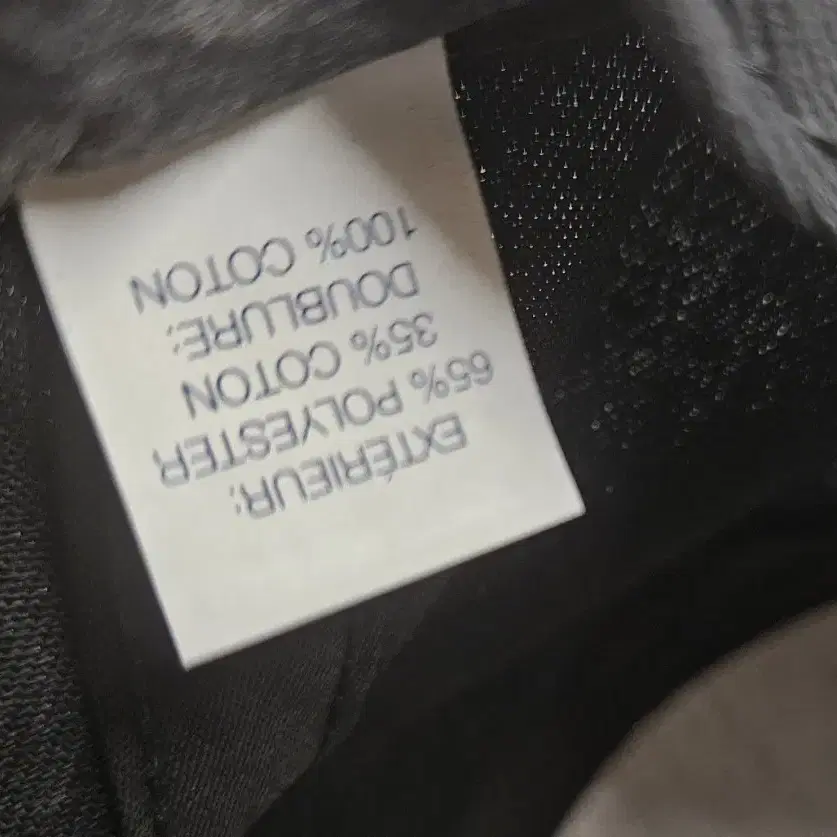 EXTÉRIEUR:
65% POLYESTER
35% COTON
DOUBLURE:
100% COTON